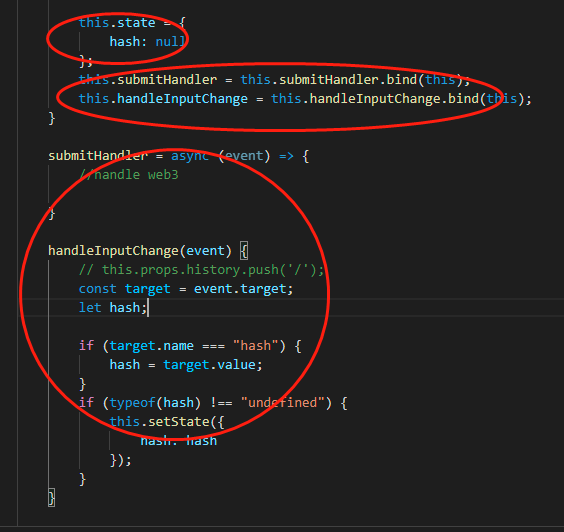 this.state = {
hash: null
};
this.submitHandler = this.submitHandler.bind(this);
this.handleInputChange = this.handleInputChange.bind(this);
}
submitHandler = async (event) => {
//handle web3
}
handleInputChange(event) {
// this.props.history.push('/');
const target = event.target;
let hash;
if (target.name === "hash") {
hash = target.value;
}
if (typeof(hash) !== "undefined") {
this.setState({
hash: hash
});
}
}